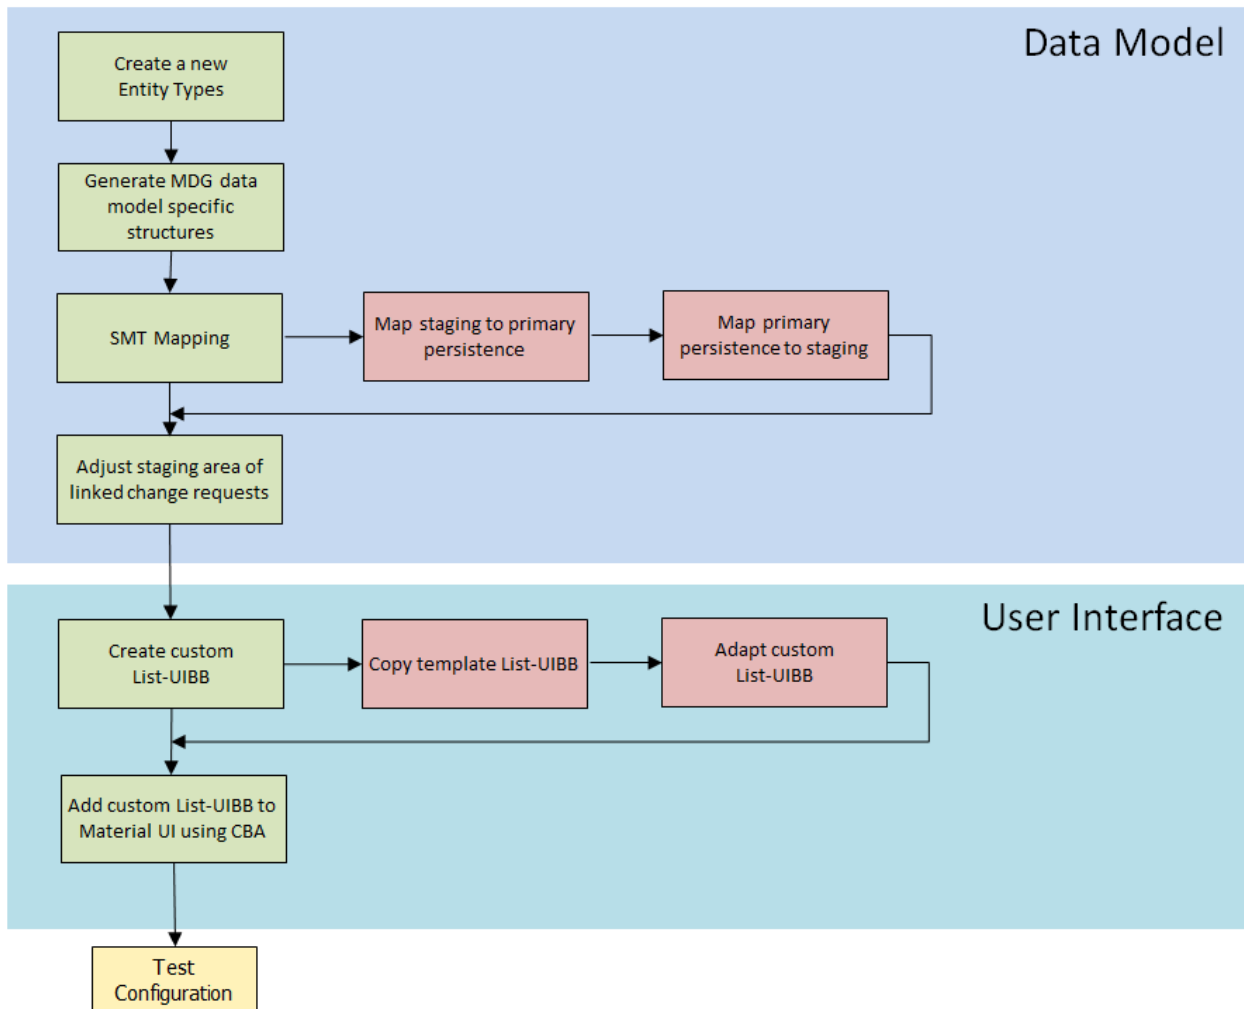 Data Model
Create a new
Entity Types
Generate MDG data
model specific
structures
SMT Mapping
Map staging to primary
persistence
Map primary
persistence to staging
Adjust staging area of
linked change requests
User Interface
Create custom
List-UIBB
Copy template List-UIBB
Adapt custom
List-UIBB
Add custom List-UIBB to
Material UI using CBA
Test
Configuration